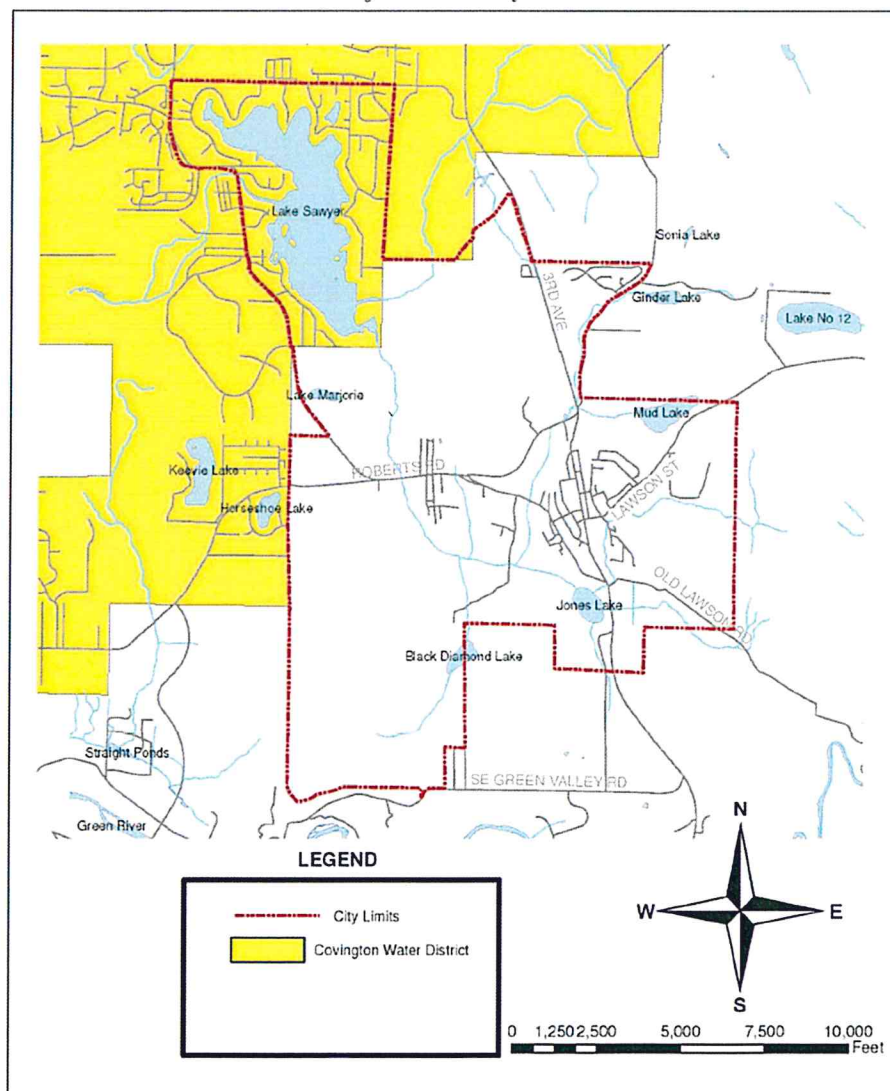 Lake Sawyer
Sonia Lake
3RD AVE
Ginder Lake
Lake No 12
Lake Marjorie
Mud Lake
Keevie Lake
ROBERTS RD
Horseshoe Lake
LAWSON ST
Jones Lake
OLD LAWSON RD
Black Diamond Lake
Straight Ponds
SE GREEN VALLEY RD
Green River
LEGEND
City Limits
Covington Water District
N
W E
S
0 1,250 2,500 5,000 7,500 10,000
Feet